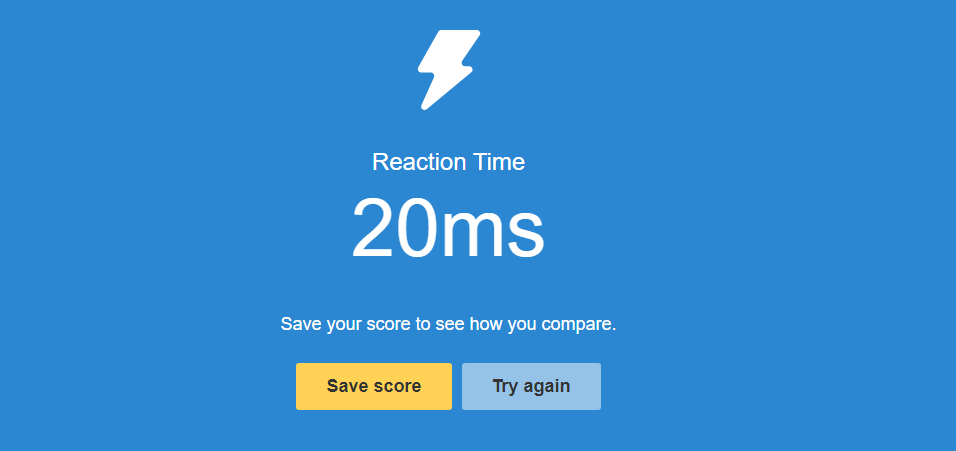 Reaction Time
20ms
Save your score to see how you compare.
Save score
Try again